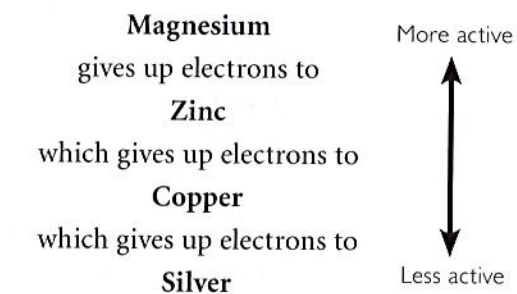 Magnesium
More active
gives up electrons to
Zinc
which gives up electrons to
Copper
which gives up electrons to
Silver
Less active